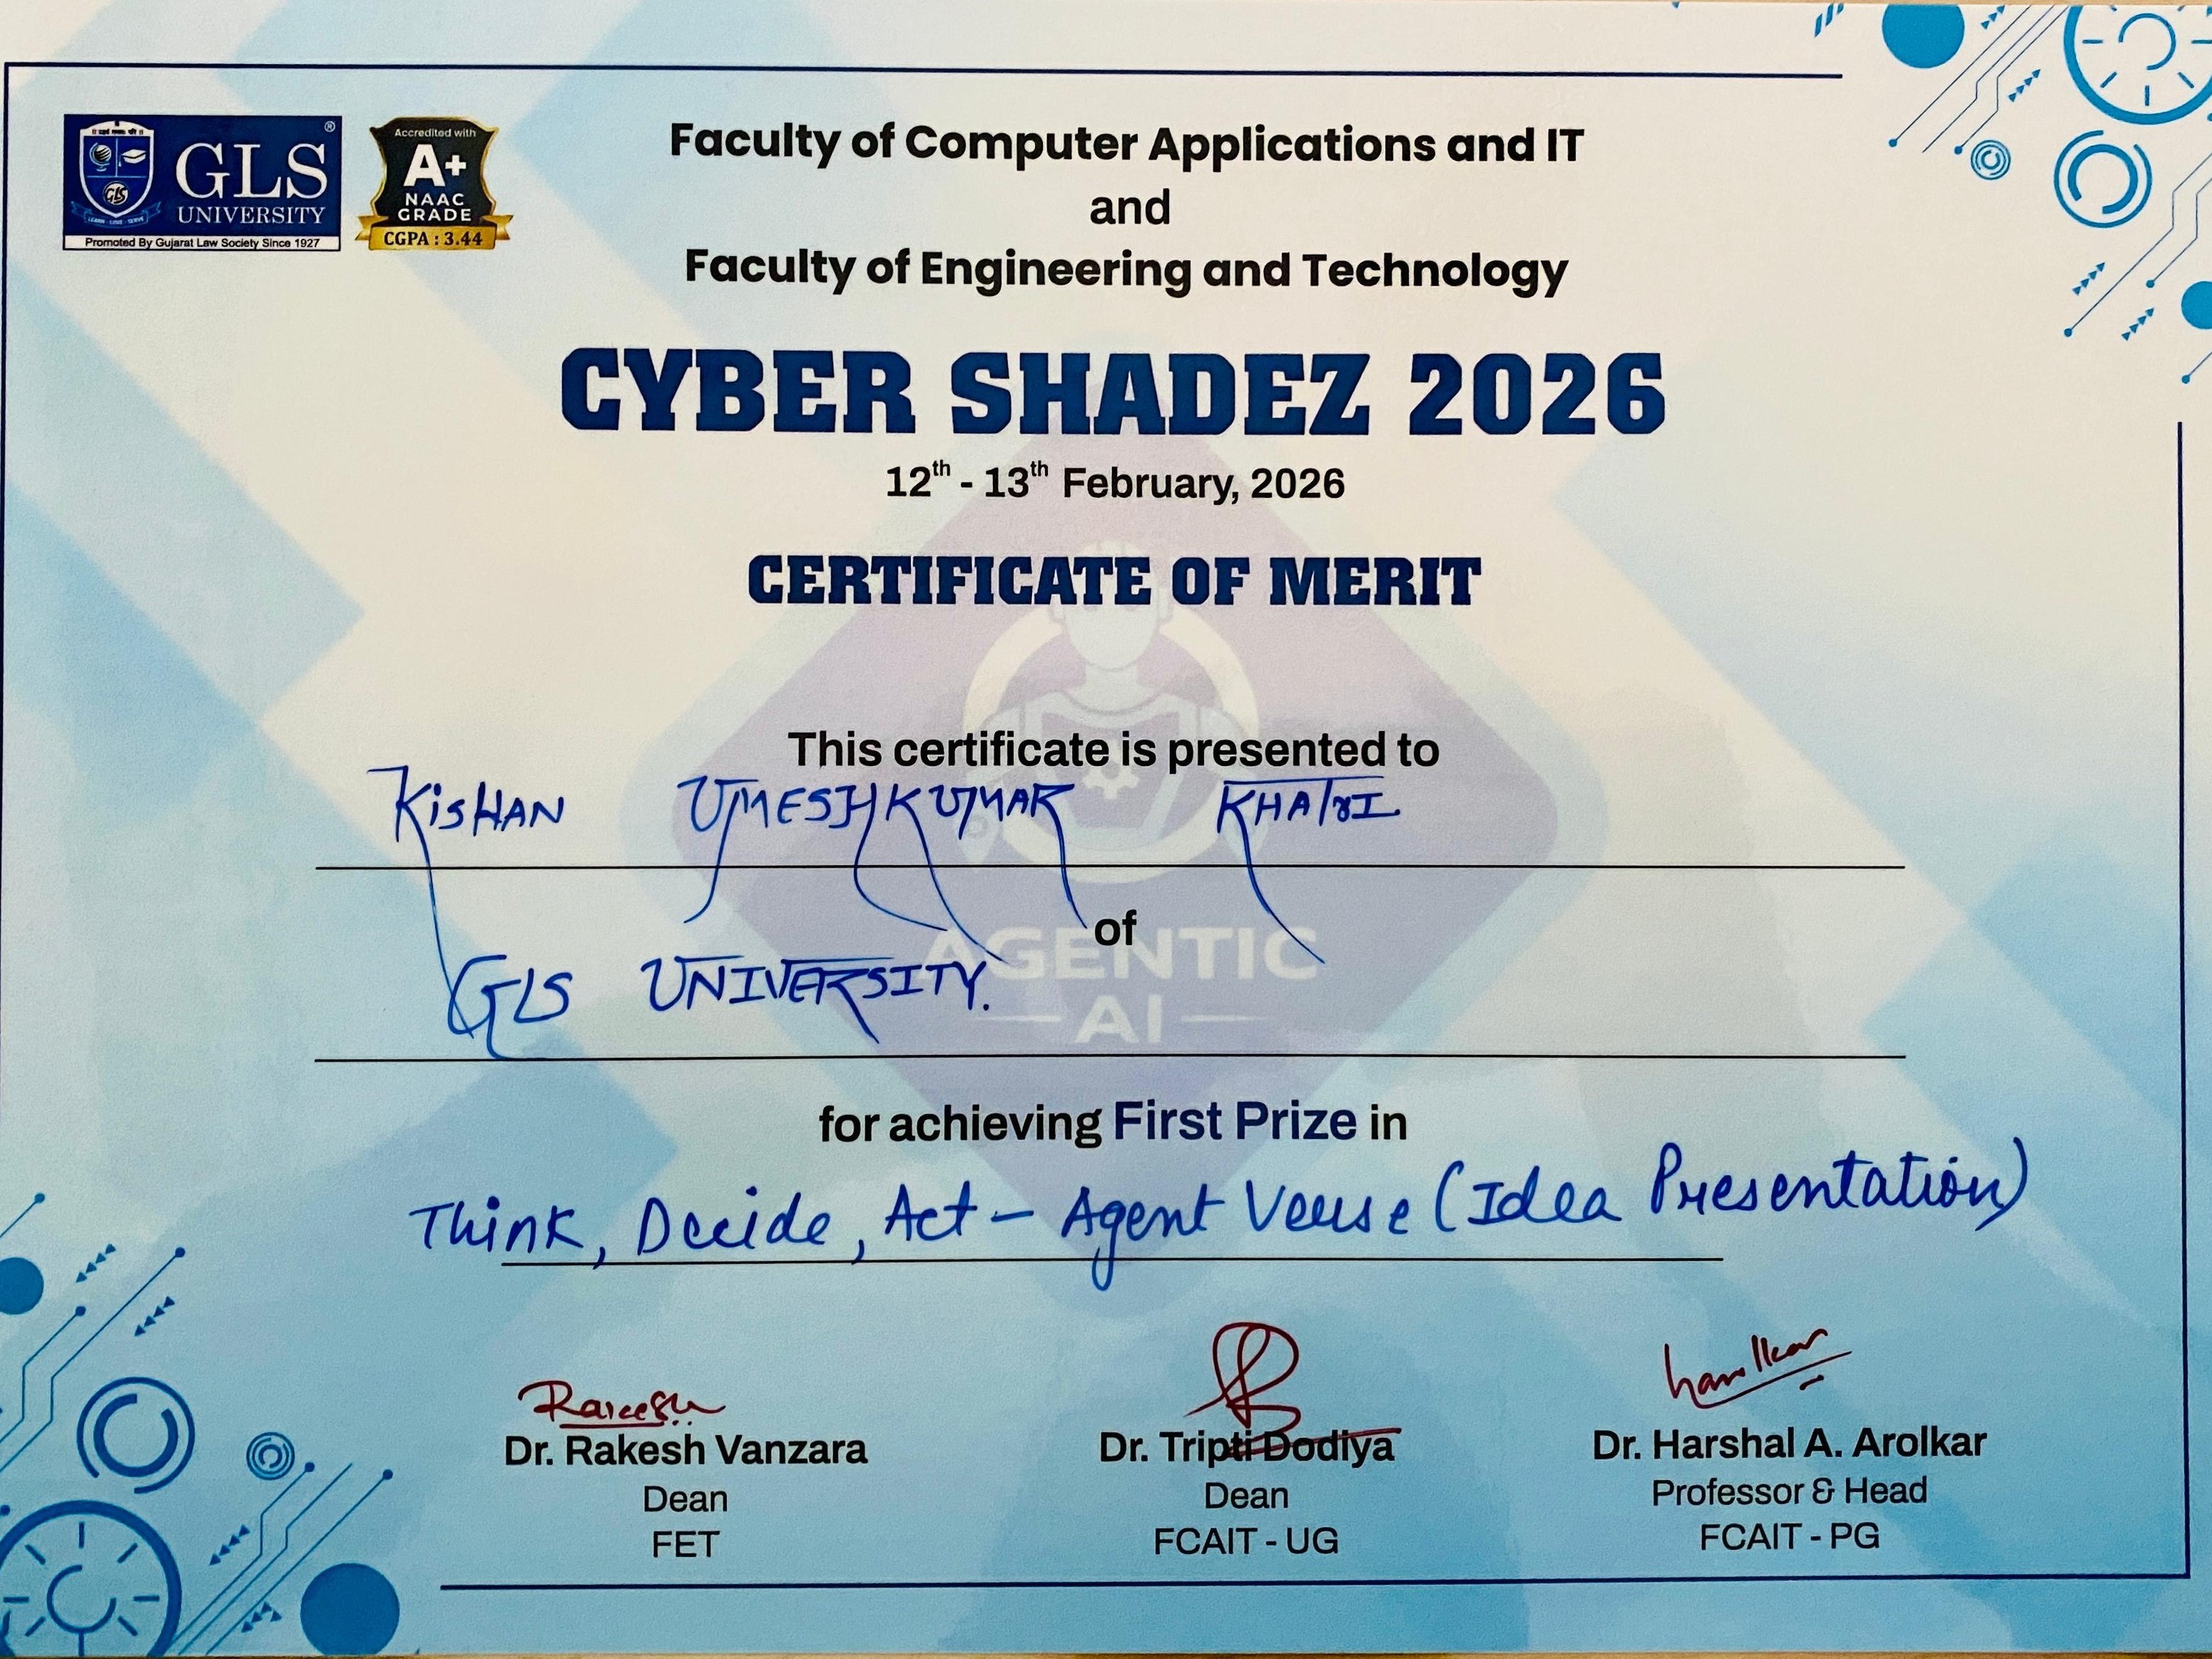 GLS
UNIVERSITY
Promoted By Gujarat Law Society Since 1927
Accredited with
A+
NAAC
GRADE
CGPA : 3.44
Faculty of Computer Applications and IT
and
Faculty of Engineering and Technology
CYBER SHADEZ 2026
12th - 13th February, 2026
CERTIFICATE OF MERIT
This certificate is presented to
KisHAN UMESHKUMAR KHATrI
of
GLS UNIVERSITY.
AGENTIC
AI
for achieving First Prize in
Think, Decide, Act - Agent Verse (Idea Presentation)
Dr. Rakesh Vanzara
Dean
FET
Dr. Tripti Dodiya
Dean
FCAIT - UG
Dr. Harshal A. Arolkar
Professor & Head
FCAIT - PG